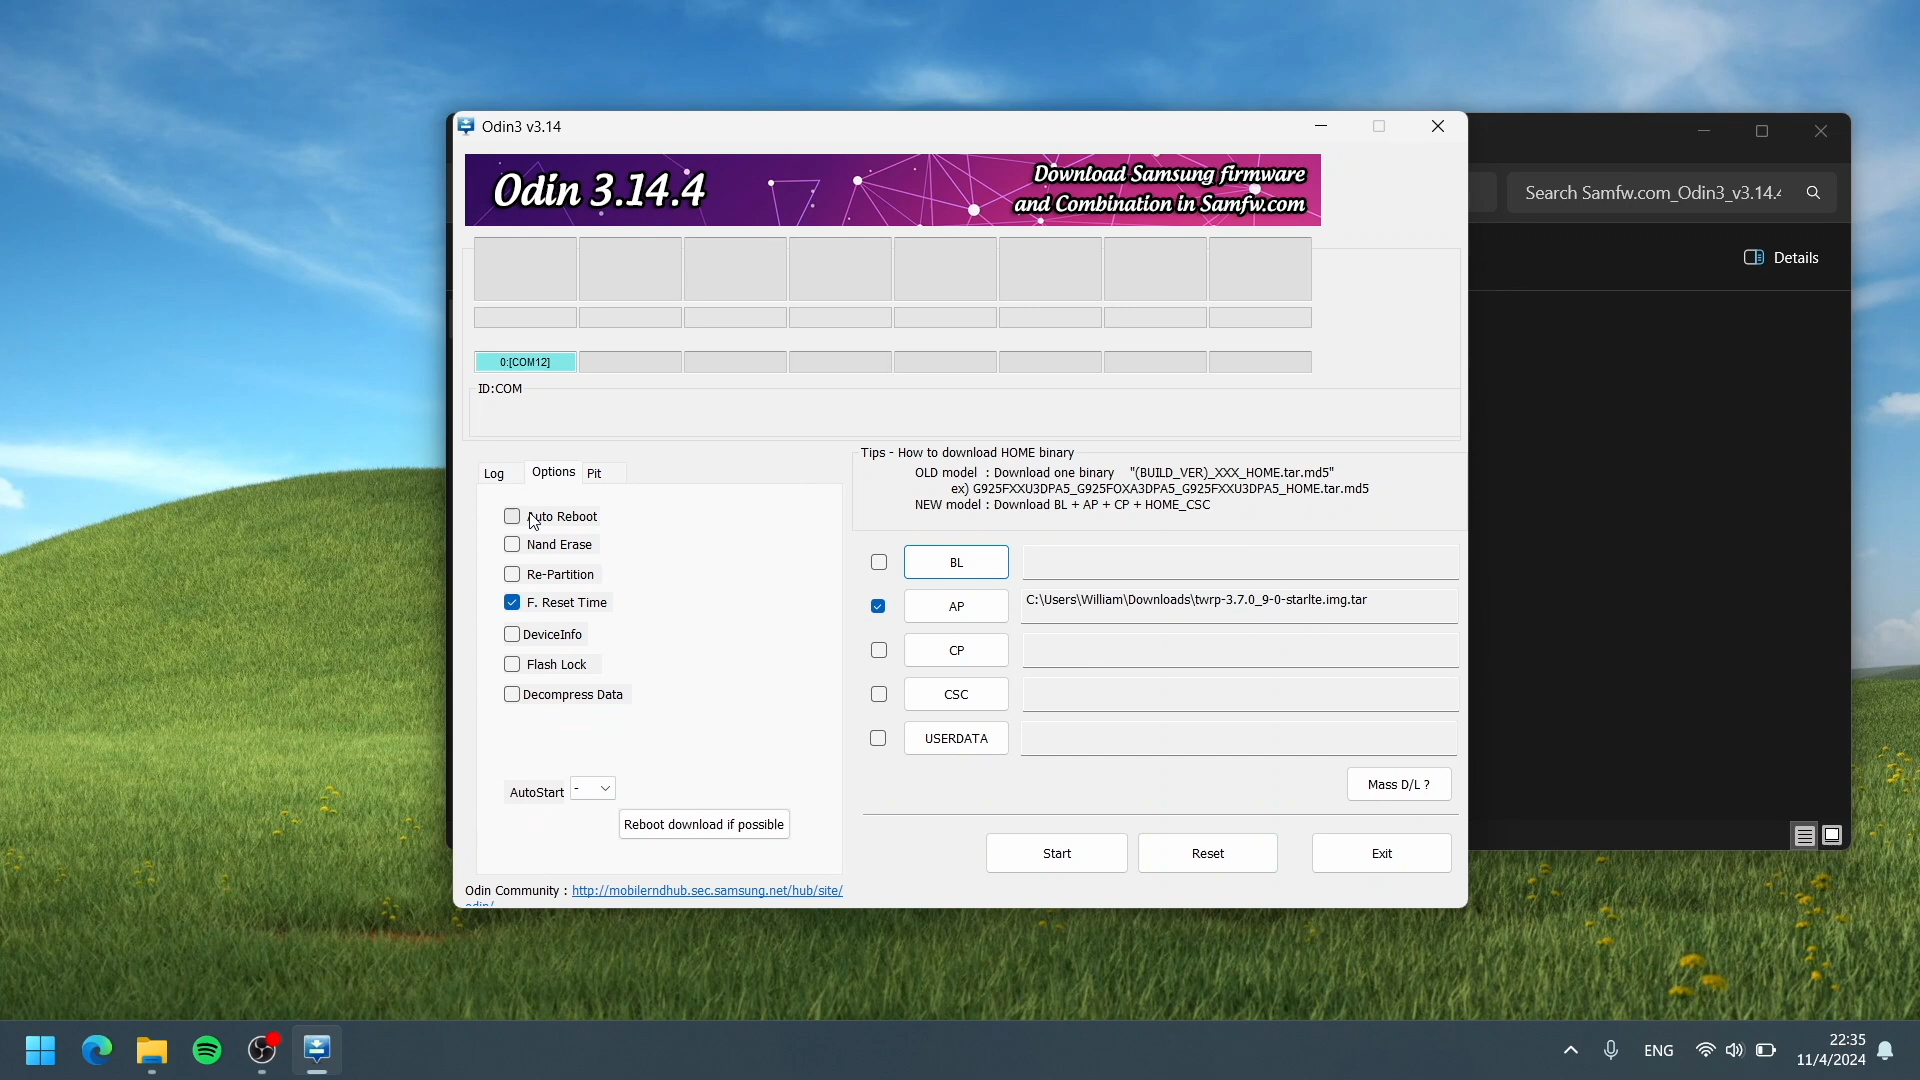 Odin3 v3.14
Odin 3.14.4
Download Samsung firmware
and Combination in Samfw.com
Search Samfw.com_Odin3_v3.14.4
Details
0:[COM12]
ID:COM
Log
Options
Pit
Auto Reboot
Nand Erase
Re-Partition
F. Reset Time
DeviceInfo
Flash Lock
Decompress Data
AutoStart
-
Reboot download if possible
Tips - How to download HOME binary
OLD model : Download one binary "(BUILD_VER)_XXX_HOME.tar.md5"
ex) G925FXXU3DPA5_G925FOXA3DPA5_G925FXXU3DPA5_HOME.tar.md5
NEW model : Download BL + AP + CP + HOME_CSC
BL
AP
C:\Users\William\Downloads\twrp-3.7.0_9-0-starlte.img.tar
CP
CSC
USERDATA
Mass D/L ?
Start
Reset
Exit
Odin Community : http://mobilerndhub.sec.samsung.net/hub/site/
odin/
ENG
22:35
11/4/2024